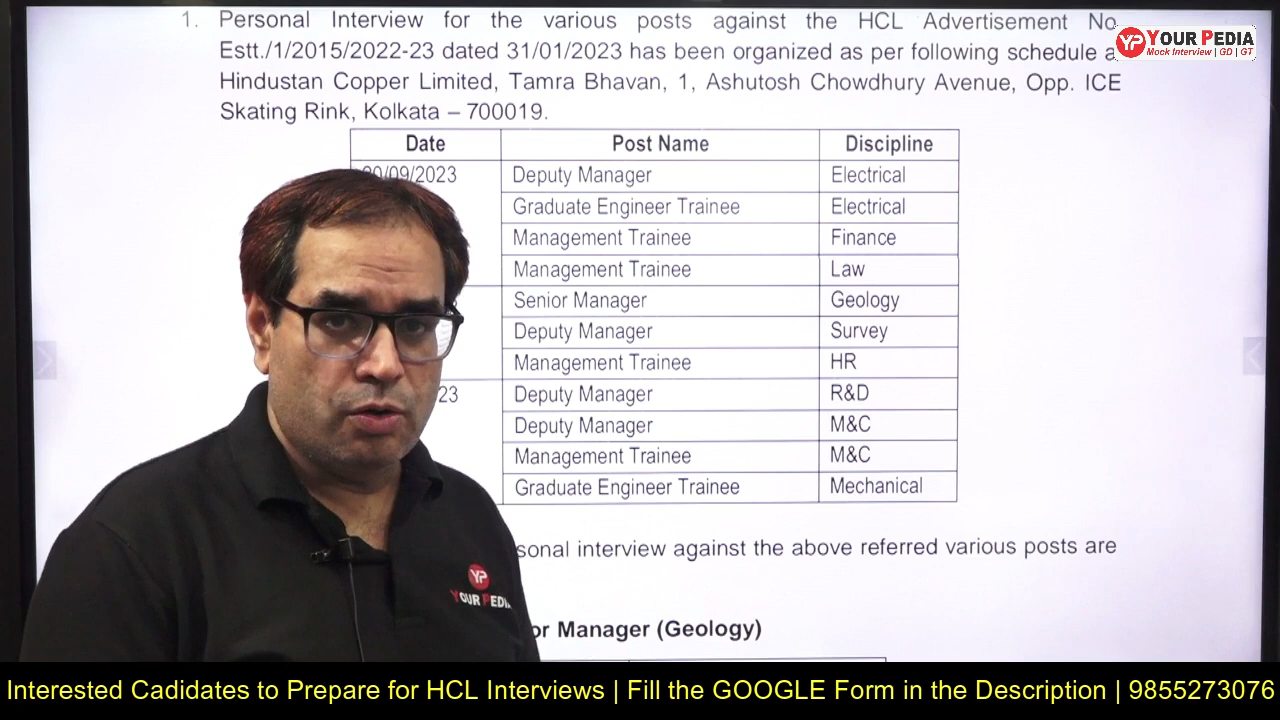 1. Personal Interview for the various posts against the HCL Advertisement No
Estt./1/2015/2022-23 dated 31/01/2023 has been organized as per following schedule a
Hindustan Copper Limited, Tamra Bhavan, 1, Ashutosh Chowdhury Avenue, Opp. ICE
Skating Rink, Kolkata – 700019.
YP YOUR PEDIA
Mock Interview | GD | GT
Date Post Name Discipline
/09/2023 Deputy Manager Electrical
Graduate Engineer Trainee Electrical
Management Trainee Finance
Management Trainee Law
Senior Manager Geology
Deputy Manager Survey
Management Trainee HR
23 Deputy Manager R&D
Deputy Manager M&C
Management Trainee M&C
Graduate Engineer Trainee Mechanical
sonal interview against the above referred various posts are
or Manager (Geology)
YP
YOUR PEDIA
Interested Cadidates to Prepare for HCL Interviews | Fill the GOOGLE Form in the Description | 9855273076